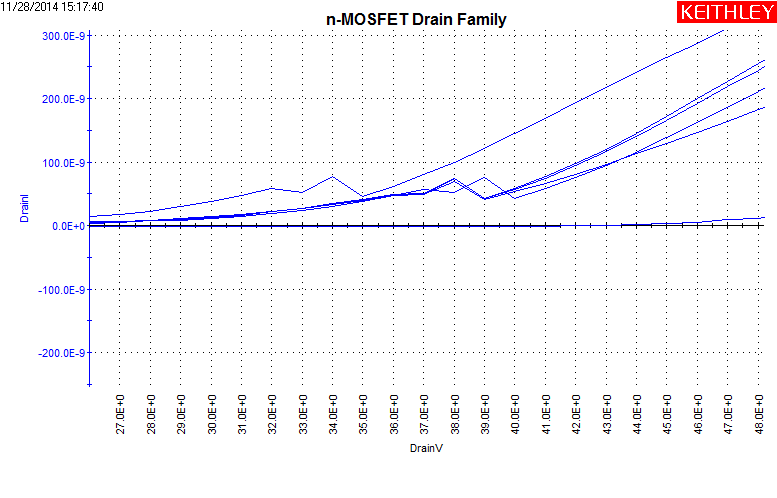 11/28/2014 15:17:40
KEITHLEY
n-MOSFET Drain Family
300.0E-9
200.0E-9
100.0E-9
0.0E+0
-100.0E-9
-200.0E-9
DrainI
27.0E+0
28.0E+0
29.0E+0
30.0E+0
31.0E+0
32.0E+0
33.0E+0
34.0E+0
35.0E+0
36.0E+0
37.0E+0
38.0E+0
39.0E+0
40.0E+0
41.0E+0
42.0E+0
43.0E+0
44.0E+0
45.0E+0
46.0E+0
47.0E+0
48.0E+0
DrainV